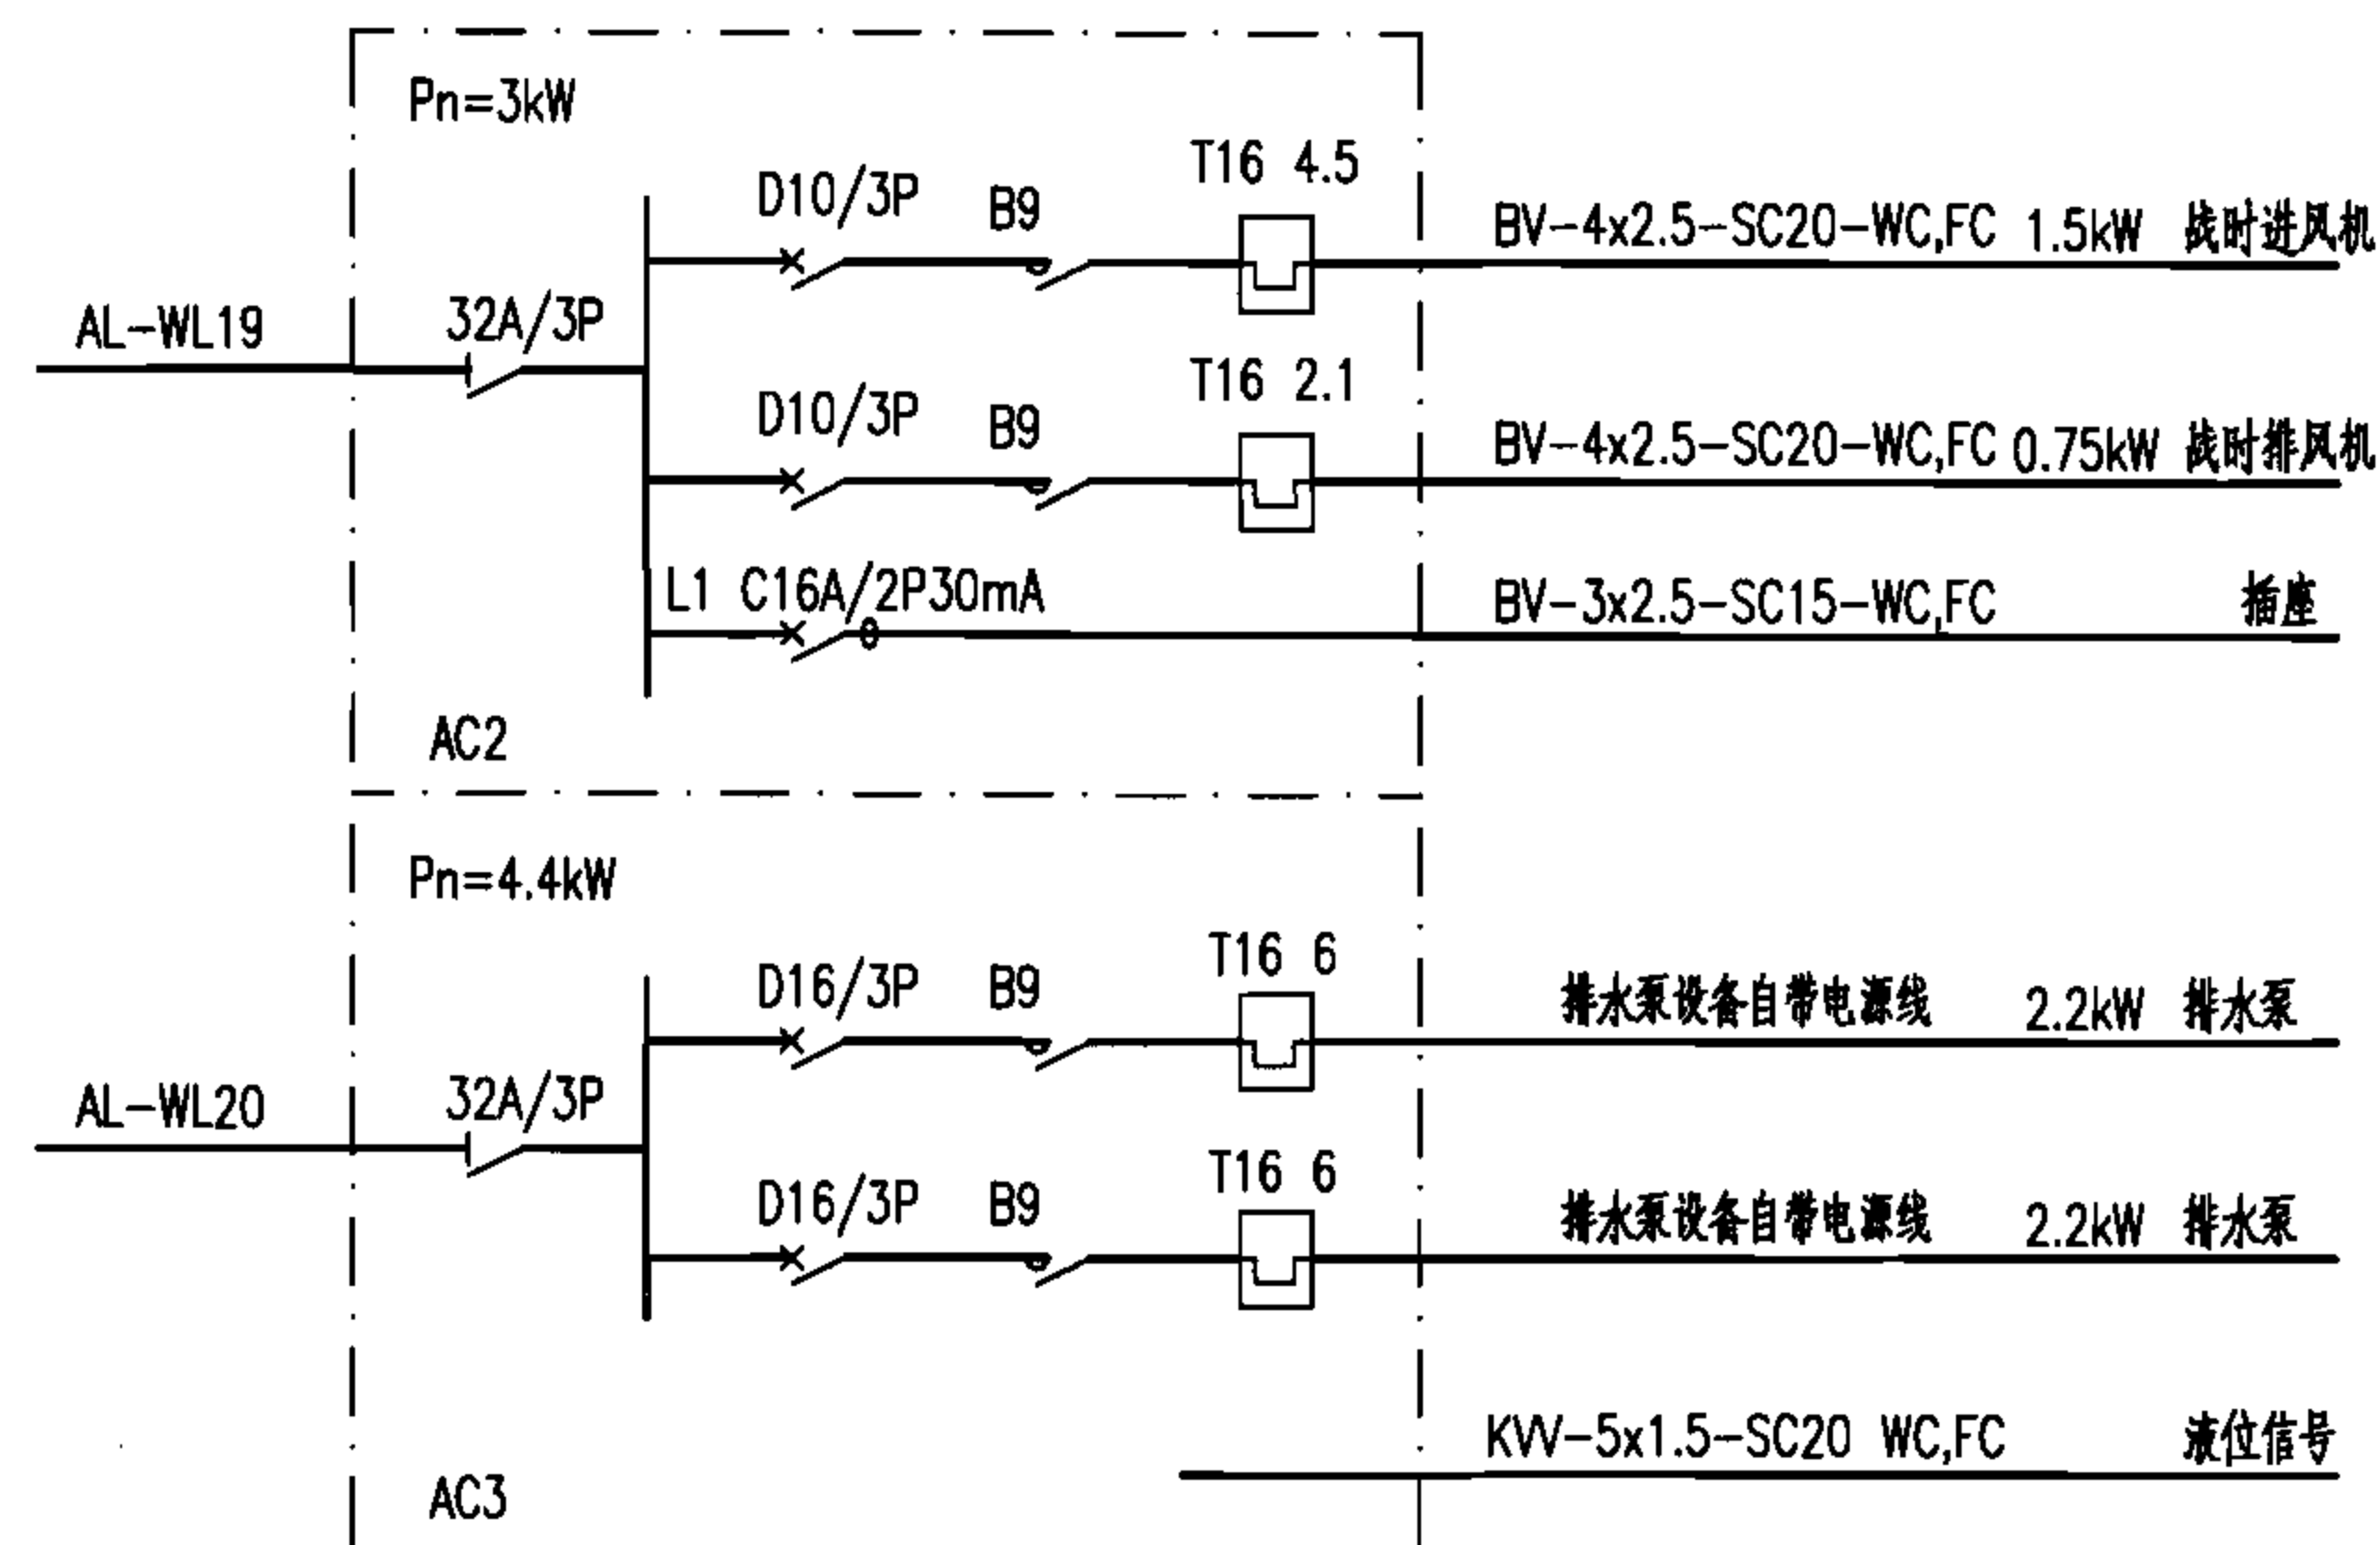 Pn=3kW
T16 4.5
D10/3P B9
BV-4x2.5-SC20-WC,FC 1.5kW 战时进风机
AL-WL19 32A/3P
T16 2.1
D10/3P B9
BV-4x2.5-SC20-WC,FC 0.75kW 战时排风机
L1 C16A/2P30mA BV-3x2.5-SC15-WC,FC 插座
AC2
Pn=4.4kW
T16 6
D16/3P B9 排水泵设备自带电源线 2.2kW 排水泵
AL-WL20 32A/3P
T16 6
D16/3P B9 排水泵设备自带电源线 2.2kW 排水泵
KVV-5x1.5-SC20 WC,FC 液位信号
AC3